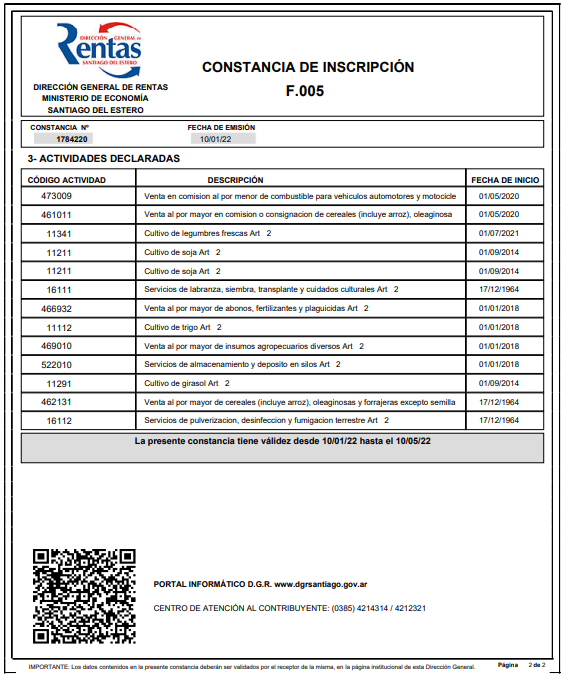 DIRECCIÓN GENERAL DE
Rentas
SANTIAGO DEL ESTERO
DIRECCIÓN GENERAL DE RENTAS
MINISTERIO DE ECONOMÍA
SANTIAGO DEL ESTERO
CONSTANCIA DE INSCRIPCIÓN
F.005
CONSTANCIA Nº FECHA DE EMISIÓN
1784220 10/01/22
3- ACTIVIDADES DECLARADAS
CÓDIGO ACTIVIDAD DESCRIPCIÓN FECHA DE INICIO
473009 Venta en comision al por menor de combustible para vehiculos automotores y motocicle 01/05/2020
461011 Venta al por mayor en comision o consignacion de cereales (incluye arroz), oleaginosa 01/05/2020
11341 Cultivo de legumbres frescas Art 2 01/07/2021
11211 Cultivo de soja Art 2 01/09/2014
11211 Cultivo de soja Art 2 01/09/2014
16111 Servicios de labranza, siembra, transplante y cuidados culturales Art 2 17/12/1964
466932 Venta al por mayor de abonos, fertilizantes y plaguicidas Art 2 01/01/2018
11112 Cultivo de trigo Art 2 01/01/2018
469010 Venta al por mayor de insumos agropecuarios diversos Art 2 01/01/2018
522010 Servicios de almacenamiento y deposito en silos Art 2 01/01/2018
11291 Cultivo de girasol Art 2 01/09/2014
462131 Venta al por mayor de cereales (incluye arroz), oleaginosas y forrajeras excepto semilla 17/12/1964
16112 Servicios de pulverizacion, desinfeccion y fumigacion terrestre Art 2 17/12/1964
La presente constancia tiene válidez desde 10/01/22 hasta el 10/05/22
PORTAL INFORMÁTICO D.G.R. www.dgrsantiago.gov.ar
CENTRO DE ATENCIÓN AL CONTRIBUYENTE: (0385) 4214314 / 4212321
IMPORTANTE: Los datos contenidos en la presente constancia deberán ser validados por el receptor de la misma, en la página institucional de esta Dirección General. Página 2 de 2